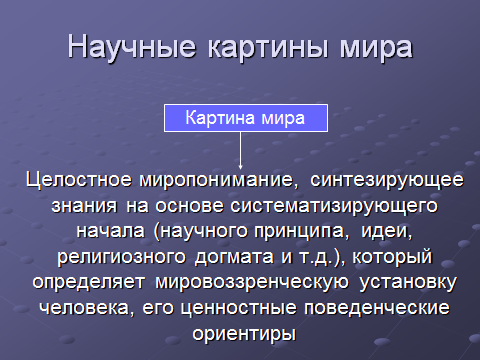 Научные картины мира
Картина мира
Целостное миропонимание, синтезирующее
знания на основе систематизирующего
начала (научного принципа, идеи,
религиозного догмата и т.д.), который
определяет мировоззренческую установку
человека, его ценностные поведенческие
ориентиры